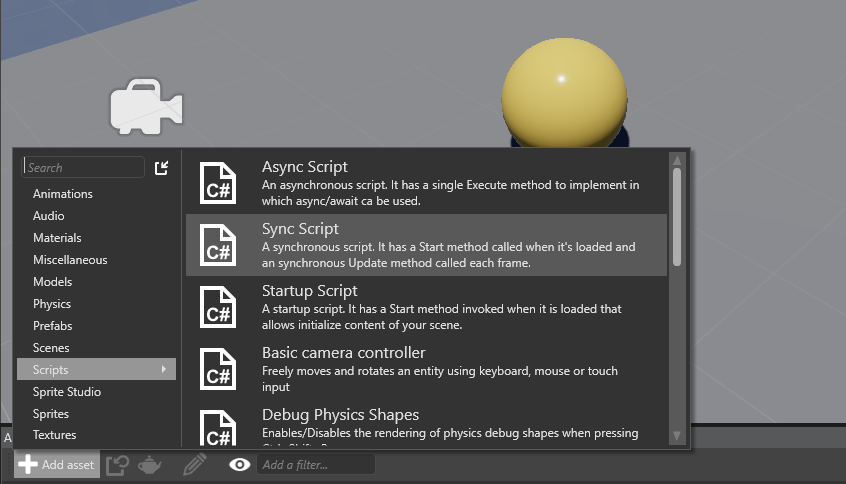 Search
Animations
Audio
Materials
Miscellaneous
Models
Physics
Prefabs
Scenes
Scripts
Sprite Studio
Sprites
Textures
C#
Async Script
An asynchronous script. It has a single Execute method to implement in
which async/await ca be used.
C#
Sync Script
A synchronous script. It has a Start method called when it's loaded and
an synchronous Update method called each frame.
C#
Startup Script
A startup script. It has a Start method invoked when it is loaded that
allows initialize content of your scene.
C#
Basic camera controller
Freely moves and rotates an entity using keyboard, mouse or touch
input
C#
Debug Physics Shapes
Enables/Disables the rendering of physics debug shapes when pressing
A
Add asset
Add a filter...